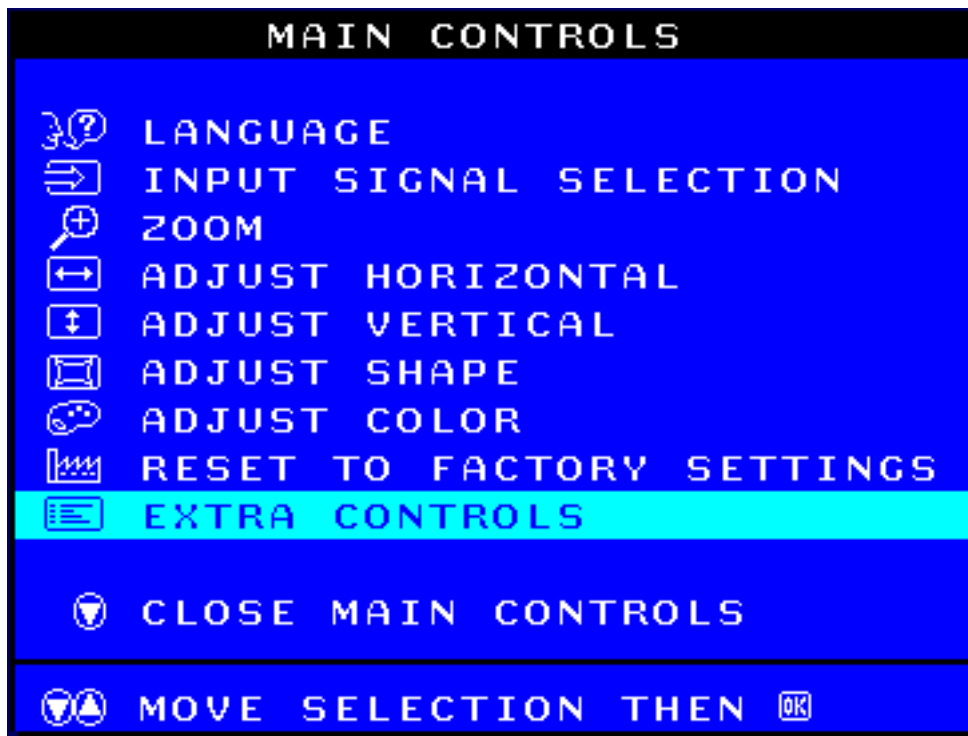 MAIN CONTROLS
LANGUAGE
INPUT SIGNAL SELECTION
ZOOM
ADJUST HORIZONTAL
ADJUST VERTICAL
ADJUST SHAPE
ADJUST COLOR
RESET TO FACTORY SETTINGS
EXTRA CONTROLS
CLOSE MAIN CONTROLS
MOVE SELECTION THEN OK